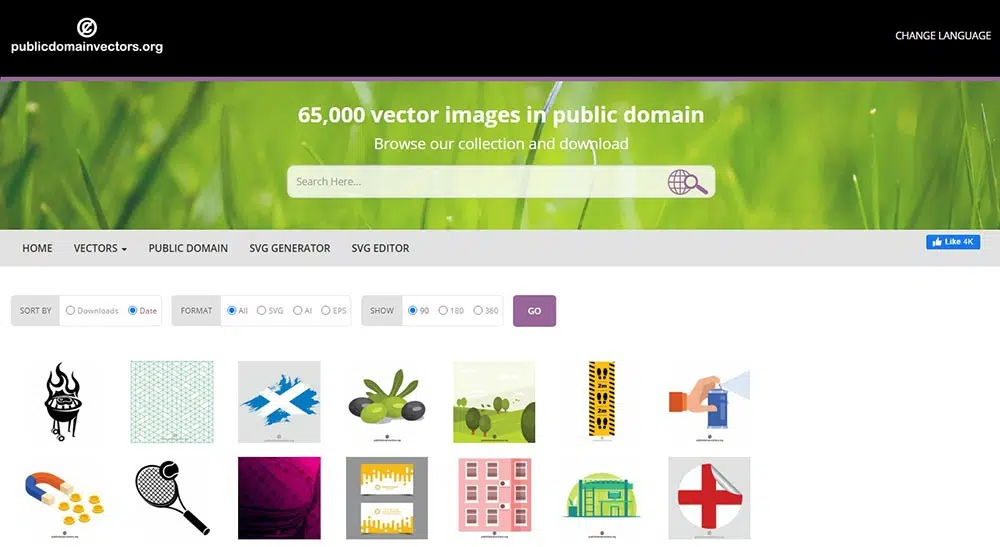 publicdomainvectors.org
CHANGE LANGUAGE
65,000 vector images in public domain
Browse our collection and download
Search Here...
HOME VECTORS PUBLIC DOMAIN SVG GENERATOR SVG EDITOR
Like 4K
SORT BY Downloads Date FORMAT All SVG AI EPS SHOW 90 180 360 GO
2m
2m